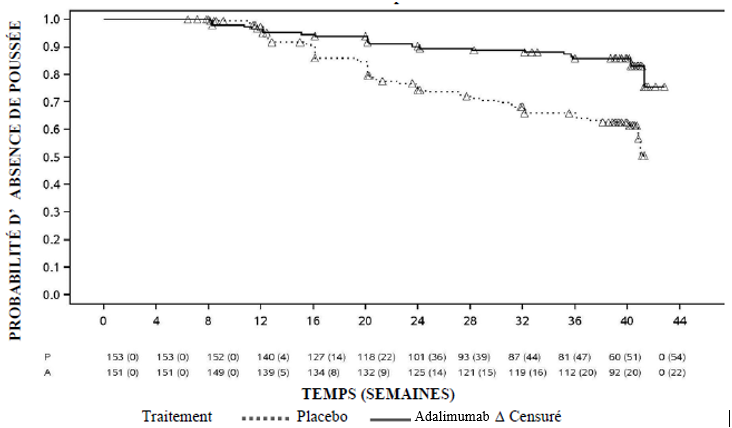 PROBABILITÉ D' ABSENCE DE POUSSÉE
1.0
0.9
0.8
0.7
0.6
0.5
0.4
0.3
0.2
0.1
0.0
0 4 8 12 16 20 24 28 32 36 40 44
P 153 (0) 153 (0) 152 (0) 140 (4) 127 (14) 118 (22) 101 (36) 93 (39) 87 (44) 81 (47) 60 (51) 0 (54)
A 151 (0) 151 (0) 149 (0) 139 (5) 134 (8) 132 (9) 125 (14) 121 (15) 119 (16) 112 (20) 92 (20) 0 (22)
TEMPS (SEMAINES)
Traitement Placebo Adalimumab Δ Censuré